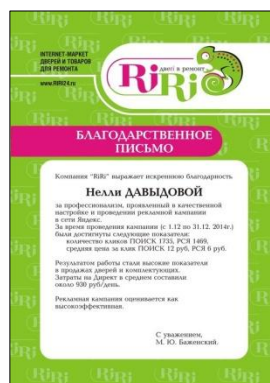 INTERNET-МАРКЕТ
ДВЕРЕЙ И ТОВАРОВ
ДЛЯ РЕМОНТА
www.RIRI24.ru
двери в ремонт
RiRi
БЛАГОДАРСТВЕННОЕ
ПИСЬМО
Компания "RiRi" выражает искреннюю благодарность
Нелли ДАВЫДОВОЙ
за профессионализм, проявленный в качественной
настройке и проведении рекламной кампании
в сети Яндекс.
За время проведения кампании (с 1.12 по 31.12. 2014г.)
были достигнуты следующие показатели:
количество кликов ПОИСК 1735, РСЯ 1469,
средняя цена за клик ПОИСК 12 руб, РСЯ 6 руб.
Результатом работы стали высокие показатели
в продажах дверей и комплектующих.
Затраты на Директ в среднем составили
около 930 руб/день.
Рекламная кампания оценивается как
высокоэффективная.
С уважением,
М. Ю. Баженский.